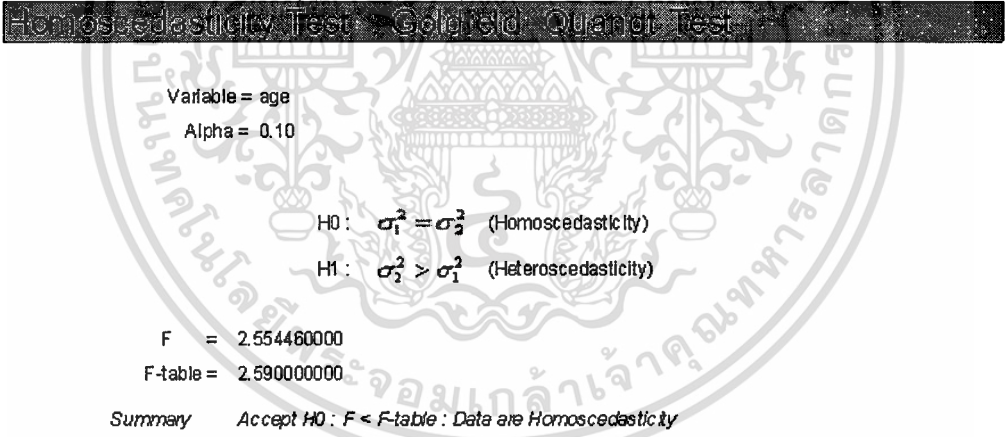 Homoscedasticity Test : Goldfeld Quandt Test
Variable = age
Alpha = 0.10
H0 : σ₁² = σ₂² (Homoscedasticity)
H1 : σ₂² > σ₁² (Heteroscedasticity)
F = 2.554460000
F-table = 2.590000000
Summary Accept H0 : F < F-table : Data are Homoscedasticity